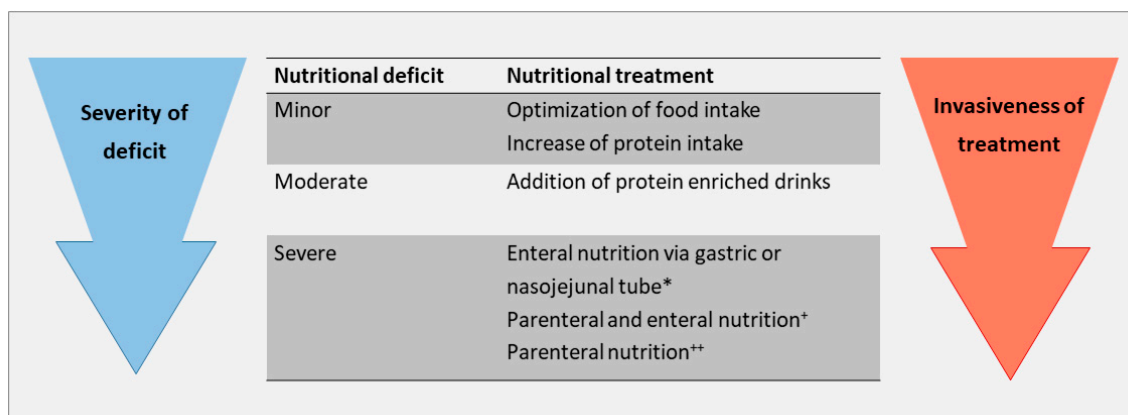 Severity of
deficit
Nutritional deficit Nutritional treatment
Minor Optimization of food intake
Increase of protein intake
Moderate Addition of protein enriched drinks
Severe Enteral nutrition via gastric or
nasojejunal tube*
Parenteral and enteral nutrition⁺
Parenteral nutrition⁺⁺
Invasiveness of
treatment